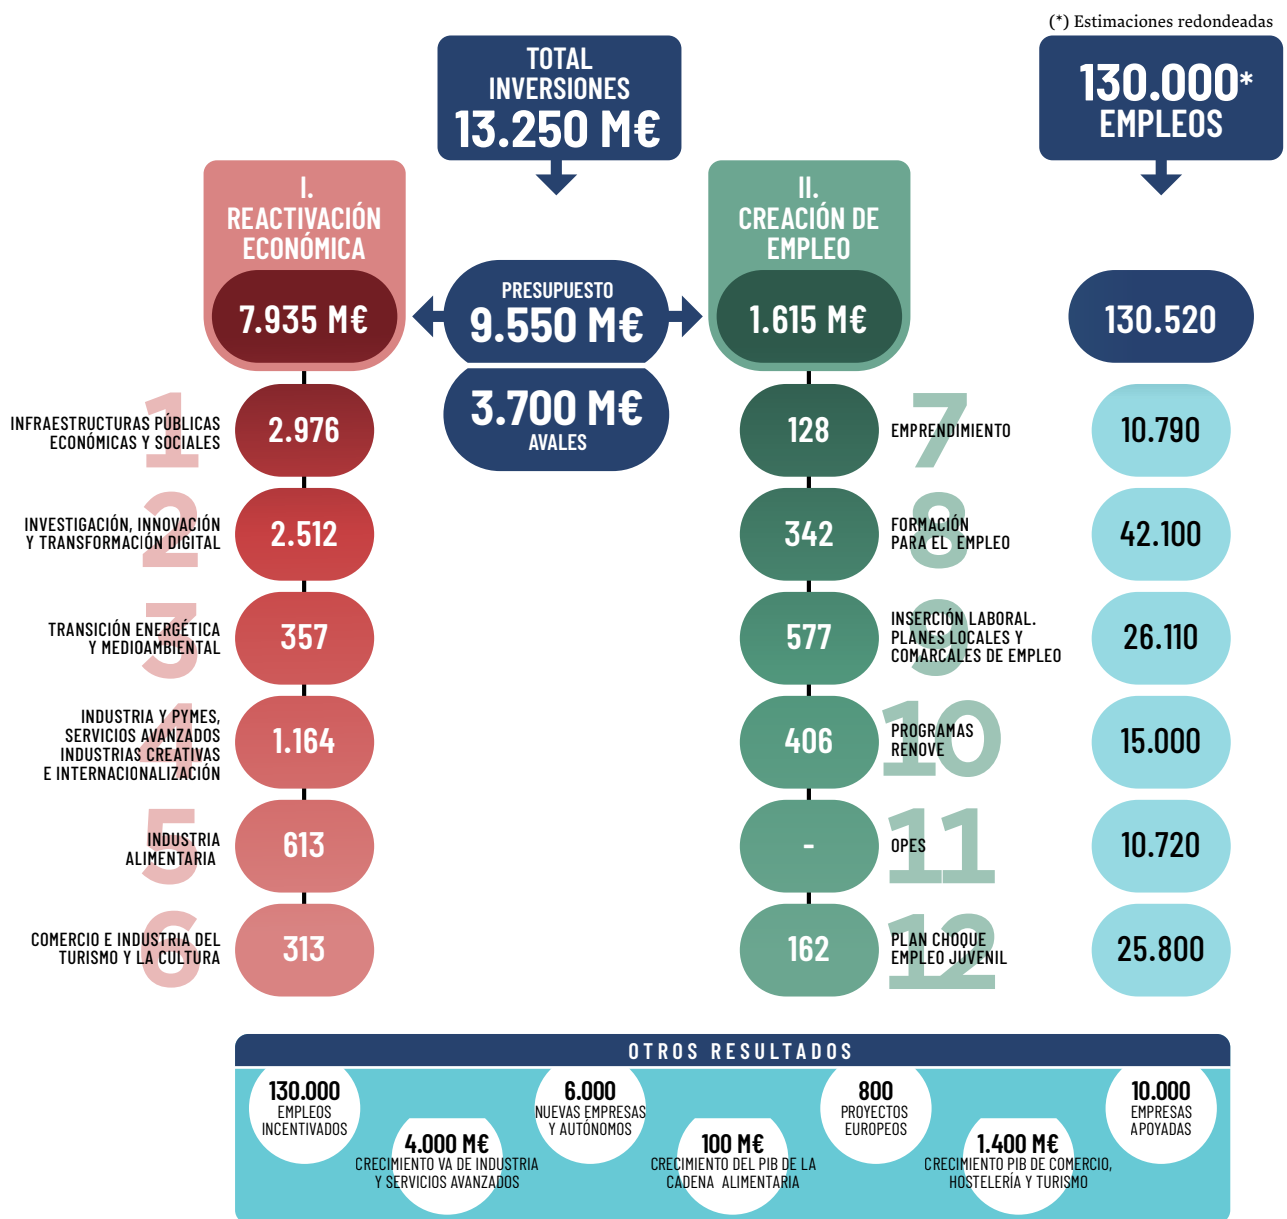 (*) Estimaciones redondeadas
TOTAL
INVERSIONES
13.250 M€
130.000*
EMPLEOS
I.
REACTIVACIÓN
ECONÓMICA
7.935 M€
PRESUPUESTO
9.550 M€
3.700 M€
AVALES
II.
CREACIÓN DE
EMPLEO
1.615 M€
130.520
1
INFRAESTRUCTURAS PÚBLICAS
ECONÓMICAS Y SOCIALES
2.976
2
INVESTIGACIÓN, INNOVACIÓN
Y TRANSFORMACIÓN DIGITAL
2.512
3
TRANSICIÓN ENERGÉTICA
Y MEDIOAMBIENTAL
357
4
INDUSTRIA Y PYMES,
SERVICIOS AVANZADOS
INDUSTRIAS CREATIVAS
E INTERNACIONALIZACIÓN
1.164
5
INDUSTRIA
ALIMENTARIA
613
6
COMERCIO E INDUSTRIA DEL
TURISMO Y LA CULTURA
313
128
7
EMPRENDIMIENTO
10.790
342
8
FORMACIÓN
PARA EL EMPLEO
42.100
577
9
INSERCIÓN LABORAL.
PLANES LOCALES Y
COMARCALES DE EMPLEO
26.110
406
10
PROGRAMAS
RENOVE
15.000
-
11
OPES
10.720
162
12
PLAN CHOQUE
EMPLEO JUVENIL
25.800
OTROS RESULTADOS
130.000
EMPLEOS
INCENTIVADOS
4.000 M€
CRECIMIENTO VA DE INDUSTRIA
Y SERVICIOS AVANZADOS
6.000
NUEVAS EMPRESAS
Y AUTÓNOMOS
100 M€
CRECIMIENTO DEL PIB DE LA
CADENA ALIMENTARIA
800
PROYECTOS
EUROPEOS
1.400 M€
CRECIMIENTO PIB DE COMERCIO,
HOSTELERÍA Y TURISMO
10.000
EMPRESAS
APOYADAS